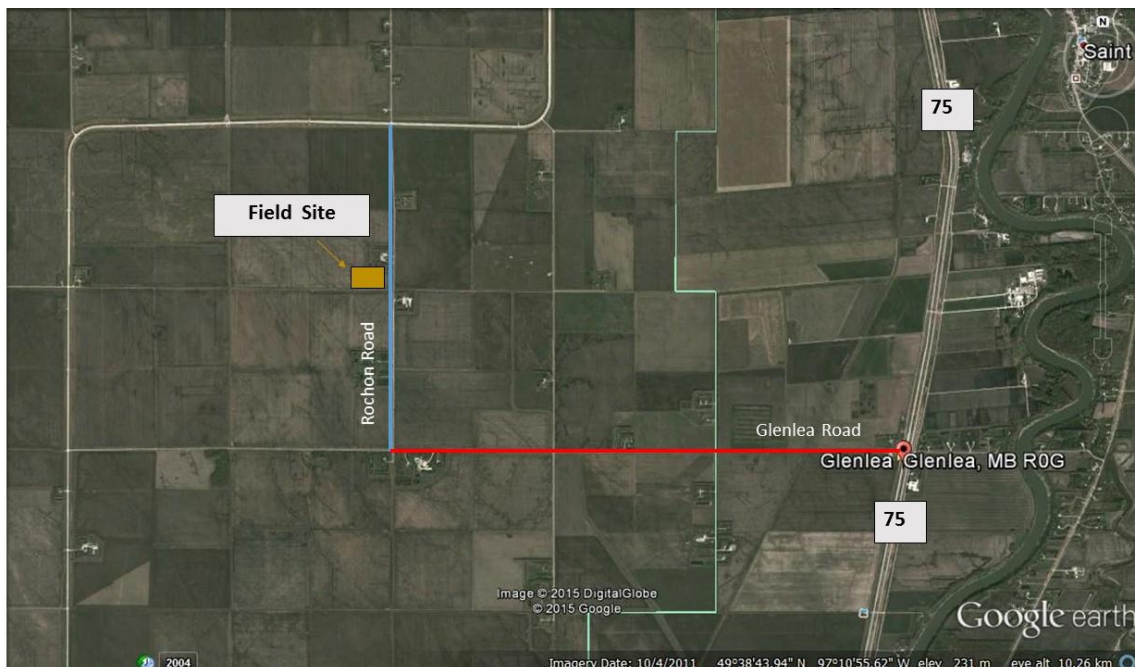 N
Saint
75
Field Site
Rochon Road
Glenlea Road
Glenlea Glenlea, MB R0G
75
Image © 2015 DigitalGlobe
© 2015 Google
Google earth
2004
Imagery Date: 10/4/2011 49°38'43.94" N 97°10'55.62" W elev 231 m eye alt 10.26 km